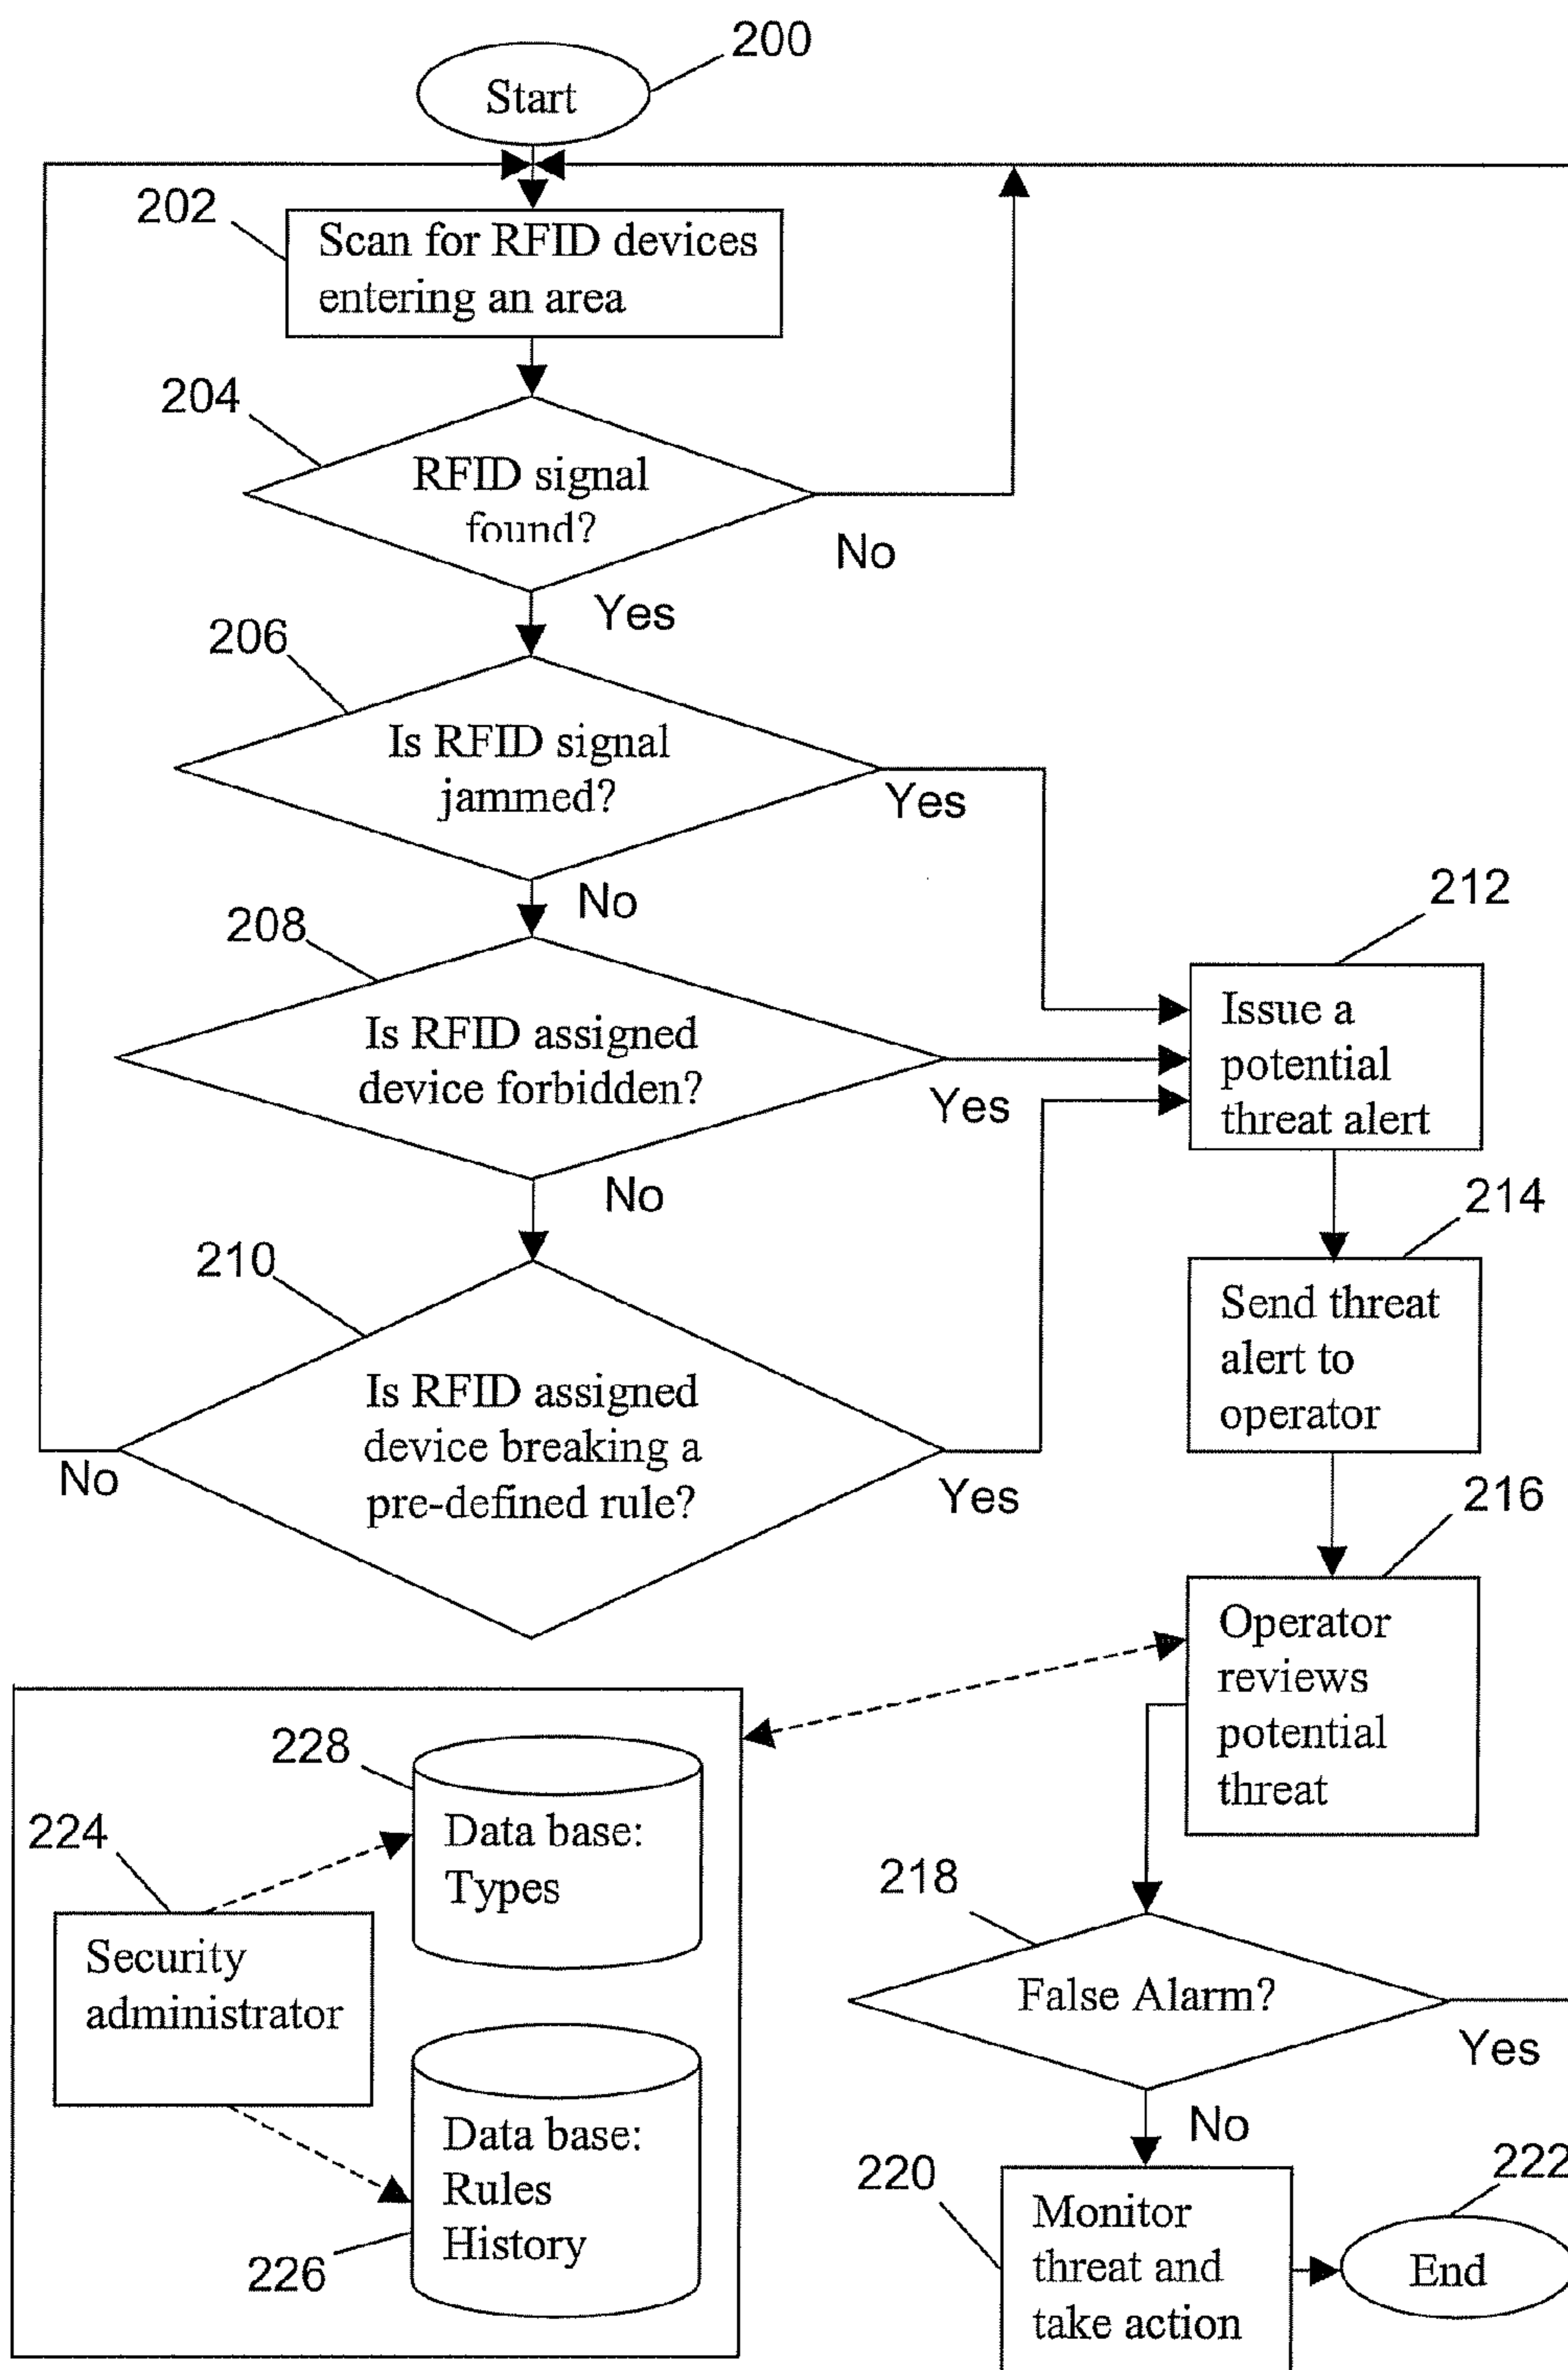 200
Start
202
Scan for RFID devices
entering an area
204
RFID signal
found?
No
Yes
206
Is RFID signal
jammed?
Yes
No
208
Is RFID assigned
device forbidden?
Yes
No
210
Is RFID assigned
device breaking a
pre-defined rule?
No
Yes
212
Issue a
potential
threat alert
214
Send threat
alert to
operator
216
Operator
reviews
potential
threat
218
False Alarm?
Yes
No
220
Monitor
threat and
take action
222
End
228
Data base:
Types
224
Security
administrator
Data base:
Rules
History
226